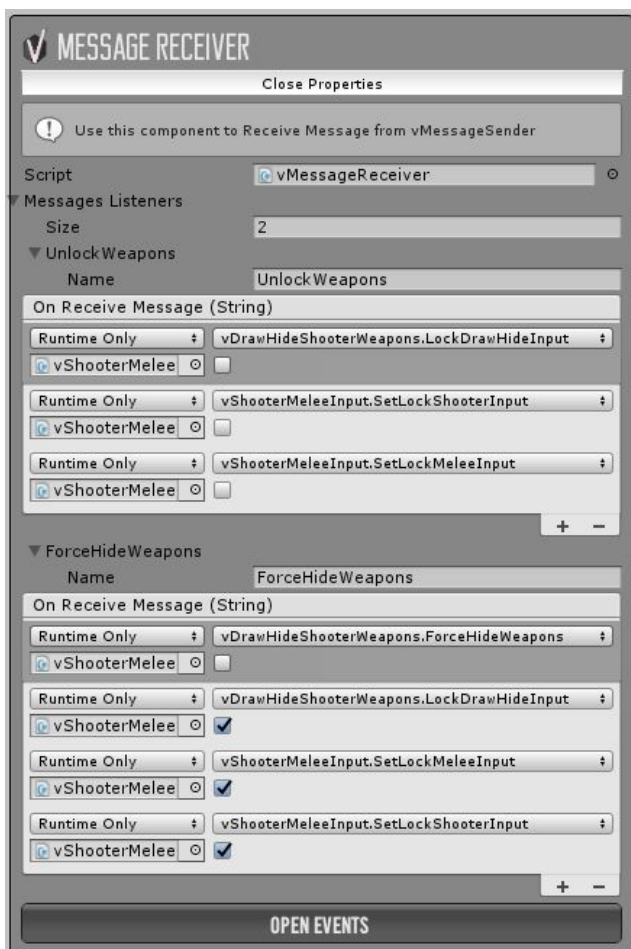 MESSAGE RECEIVER
Close Properties
Use this component to Receive Message from vMessageSender
Script vMessageReceiver
Messages Listeners
Size 2
UnlockWeapons
Name UnlockWeapons
On Receive Message (String)
Runtime Only vDrawHideShooterWeapons.LockDrawHideInput
vShooterMelee
Runtime Only vShooterMeleeInput.SetLockShooterInput
vShooterMelee
Runtime Only vShooterMeleeInput.SetLockMeleeInput
vShooterMelee
+ −
ForceHideWeapons
Name ForceHideWeapons
On Receive Message (String)
Runtime Only vDrawHideShooterWeapons.ForceHideWeapons
vShooterMelee
Runtime Only vDrawHideShooterWeapons.LockDrawHideInput
vShooterMelee
Runtime Only vShooterMeleeInput.SetLockMeleeInput
vShooterMelee
Runtime Only vShooterMeleeInput.SetLockShooterInput
vShooterMelee
+ −
OPEN EVENTS